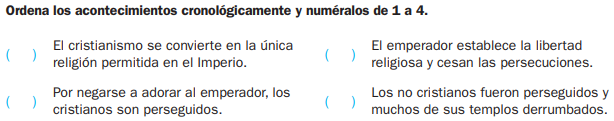 Ordena los acontecimientos cronológicamente y numéralos de 1 a 4.
( ) El cristianismo se convierte en la única
religión permitida en el Imperio.
( ) El emperador establece la libertad
religiosa y cesan las persecuciones.
( ) Por negarse a adorar al emperador, los
cristianos son perseguidos.
( ) Los no cristianos fueron perseguidos y
muchos de sus templos derrumbados.